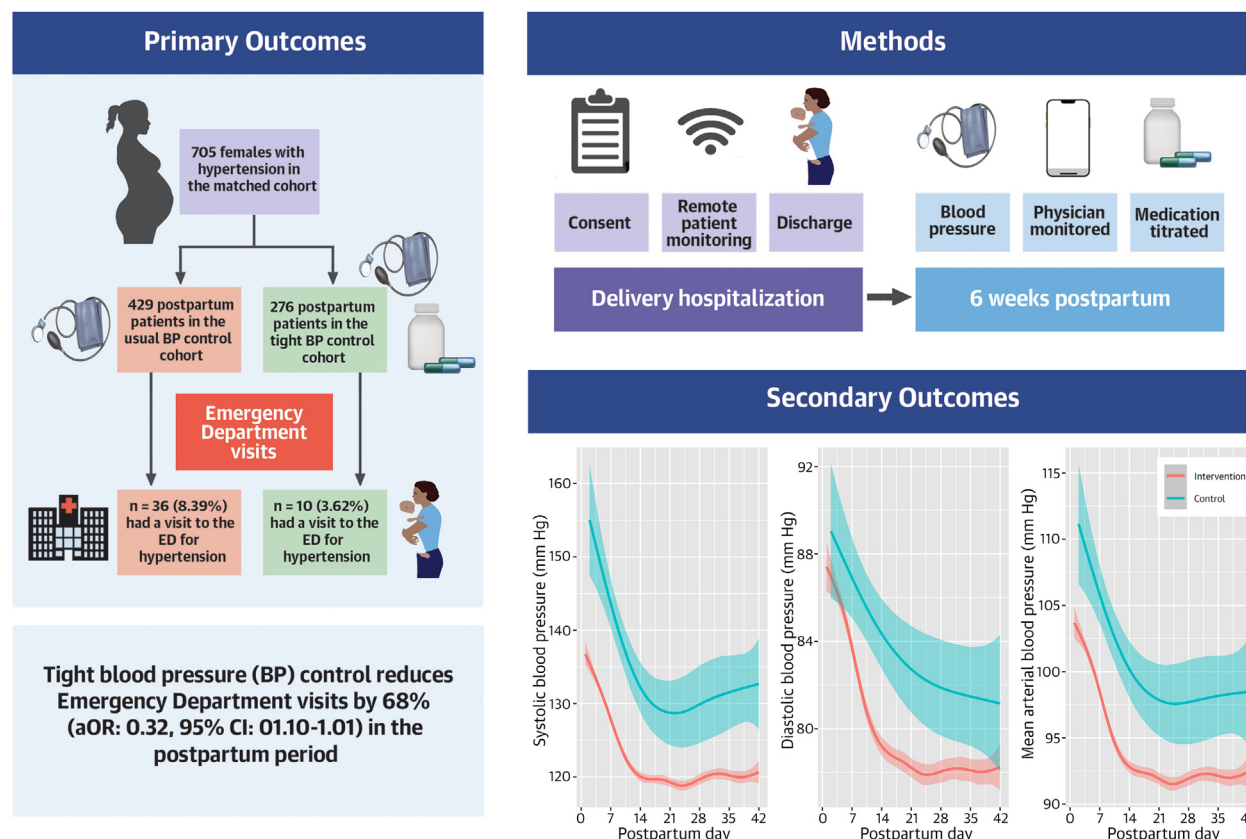 Primary Outcomes
705 females with
hypertension in
the matched cohort
429 postpartum
patients in the
usual BP control
cohort
276 postpartum
patients in the
tight BP control
cohort
Emergency
Department
visits
n = 36 (8.39%)
had a visit to the
ED for
hypertension
n = 10 (3.62%)
had a visit to the
ED for
hypertension
Tight blood pressure (BP) control reduces
Emergency Department visits by 68%
(aOR: 0.32, 95% CI: 01.10-1.01) in the
postpartum period
Methods
Consent
Remote
patient
monitoring
Discharge
Blood
pressure
Physician
monitored
Medication
titrated
Delivery hospitalization
6 weeks postpartum
Secondary Outcomes
Systolic blood pressure (mm Hg)
160
150
140
130
120
0 7 14 21 28 35 42
Postpartum day
Diastolic blood pressure (mm Hg)
92
88
84
80
0 7 14 21 28 35 42
Postpartum day
Mean arterial blood pressure (mm Hg)
115
110
105
100
95
90
0 7 14 21 28 35 4
Postpartum day
Intervention
Control